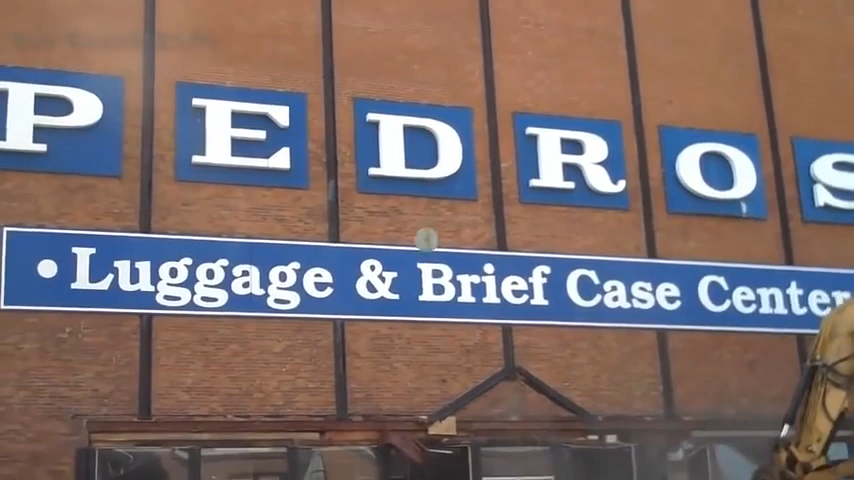 PEDROS
• Luggage & Brief Case Center